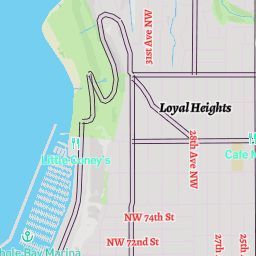 31st Ave NW
Loyal Heights
28th Ave NW
Little Coney's
Cafe
NW 74th St
NW 72nd St
27th
25th
Bay Marina